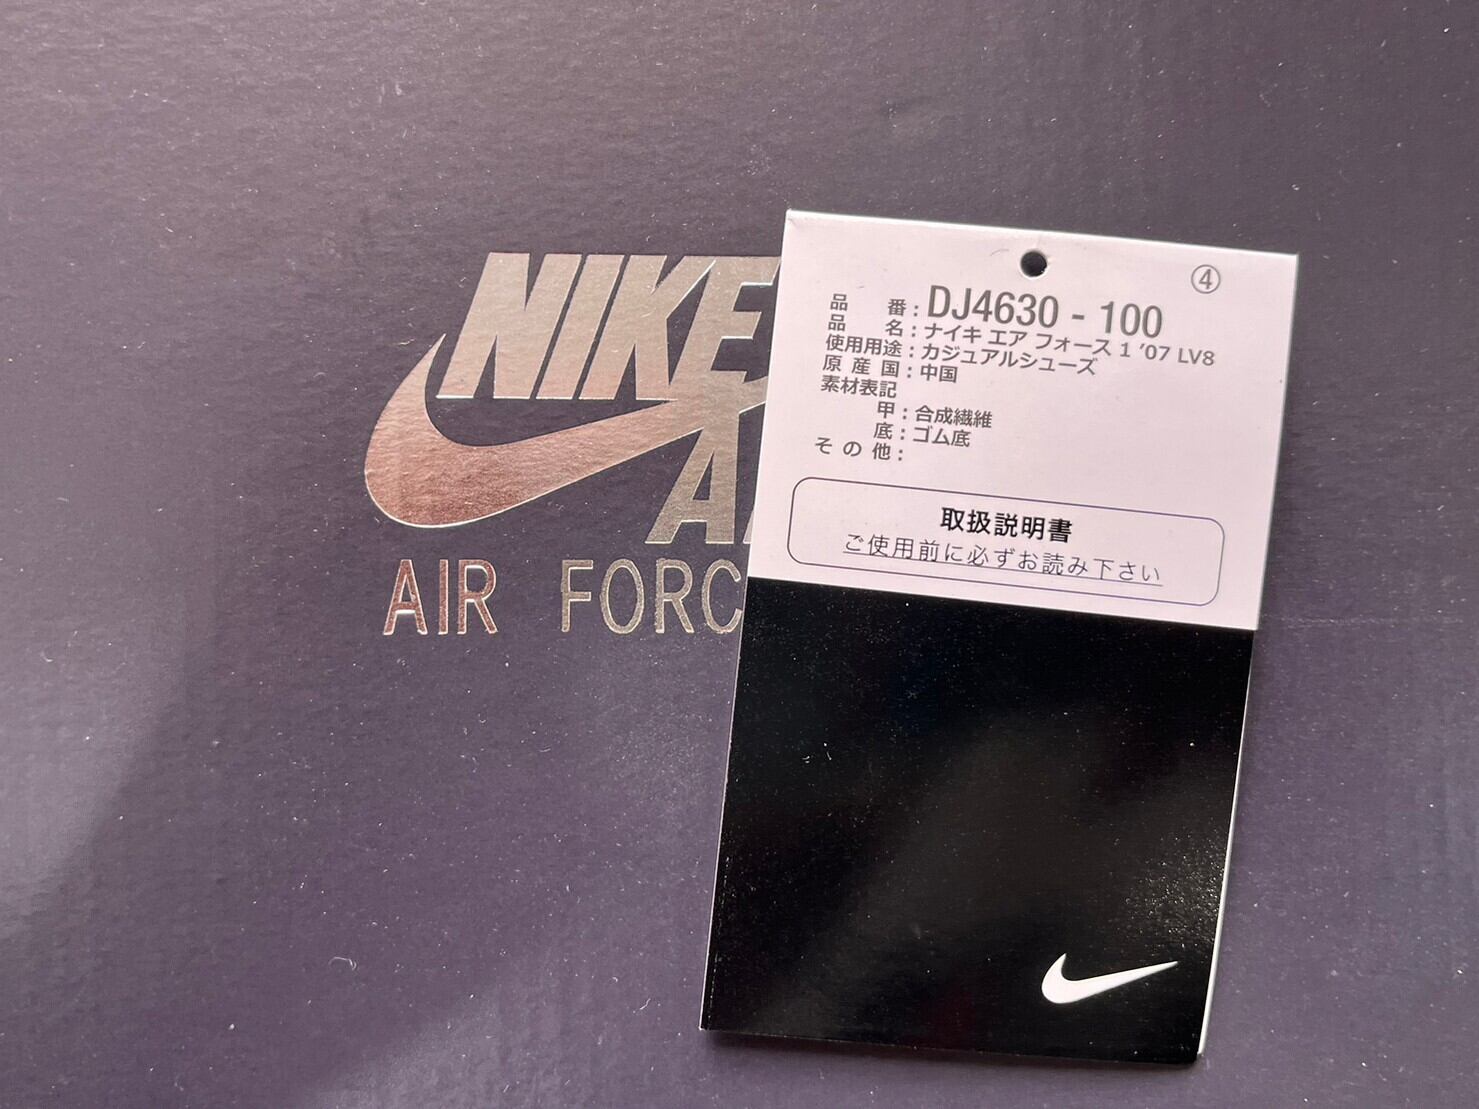 NIKE
AIR FORC
④
品 番：DJ4630 - 100
品 名：ナイキ エア フォース 1 '07 LV8
使用用途：カジュアルシューズ
原 産 国：中国
素材表記
甲：合成繊維
底：ゴム底
そ の 他：
取扱説明書
ご使用前に必ずお読み下さい